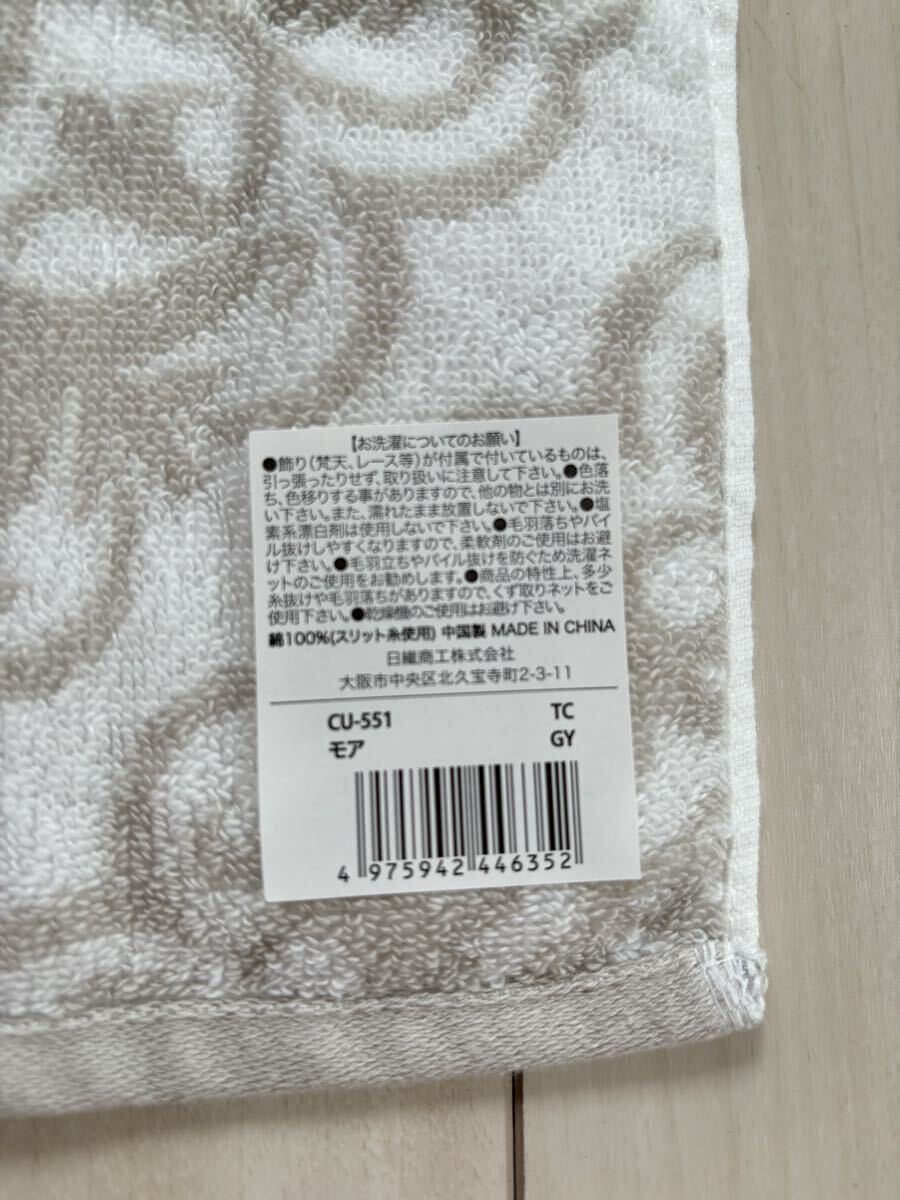 【お洗濯についてのお願い】
●飾り(梵天、レース等)が付属で付いているものは、
引っ張ったりせず、取り扱いに注意して下さい。●色落
ち、色移りする事がありますので、他の物とは別にお洗
い下さい。また、濡れたまま放置しないで下さい。●塩
素系漂白剤は使用しないで下さい。●毛羽落ちやパイ
ル抜けしやすくなりますので、柔軟剤のご使用はお避
け下さい。●毛羽立ちやパイル抜けを防ぐため洗濯ネ
ットのご使用をお勧めします。●商品の特性上、多少
糸抜けや毛羽落ちがありますので、くず取りネットをご
使用下さい。●乾燥機のご使用はお避け下さい。
綿100%(スリット糸使用) 中国製 MADE IN CHINA
日繊商工株式会社
大阪市中央区北久宝寺町2-3-11
CU-551 TC
モア GY
4 975942 446352